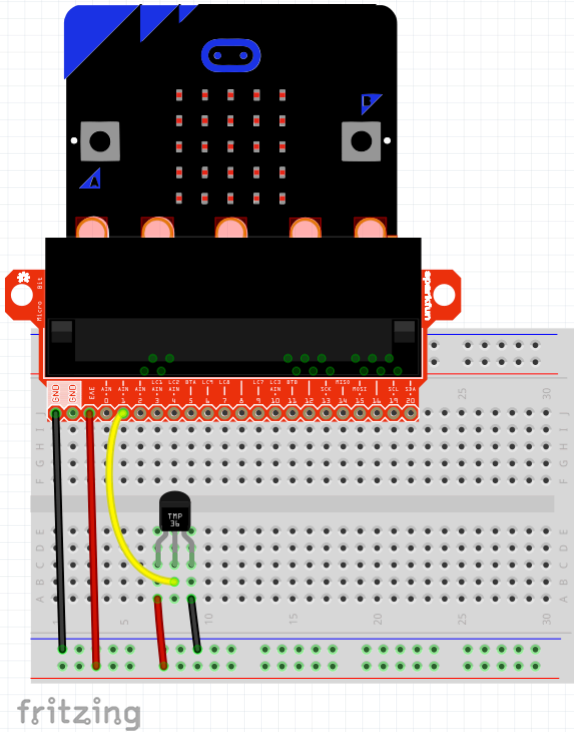 Micro Bit
sparkfun
GND GND 3V3 AIN 0 AIN 1 AIN 2 LC1 AIN 3 LC2 AIN 4 BTA 5 LC9 6 LC8 7 8 LC7 9 LC3 AIN 10 BTB 11 12 SCK 13 MISO 14 MOSI 15 16 SCL 19 SDA 20
25 30
J J
I I
H H
G G
F F
TMP
36
E E
D D
C C
B B
A A
1 5 10 15 20 25 30
fritzing